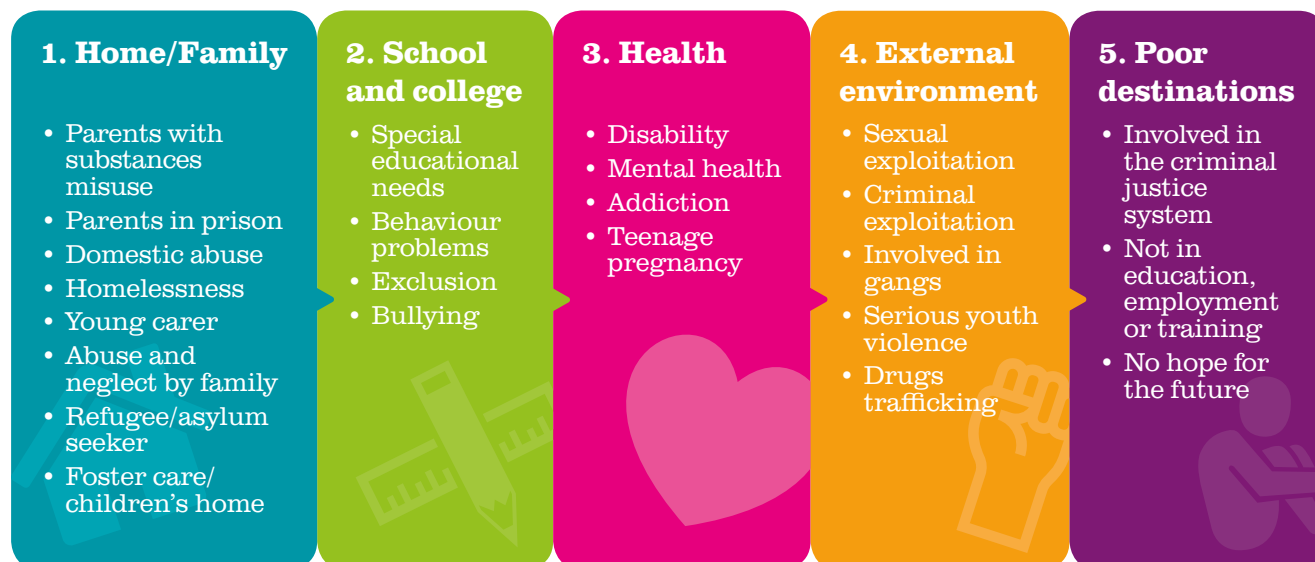 1. Home/Family
• Parents with
substances
misuse
• Parents in prison
• Domestic abuse
• Homelessness
• Young carer
• Abuse and
neglect by family
• Refugee/asylum
seeker
• Foster care/
children's home
2. School
and college
• Special
educational
needs
• Behaviour
problems
• Exclusion
• Bullying
3. Health
• Disability
• Mental health
• Addiction
• Teenage
pregnancy
4. External
environment
• Sexual
exploitation
• Criminal
exploitation
• Involved in
gangs
• Serious youth
violence
• Drugs
trafficking
5. Poor
destinations
• Involved in
the criminal
justice
system
• Not in
education,
employment
or training
• No hope for
the future